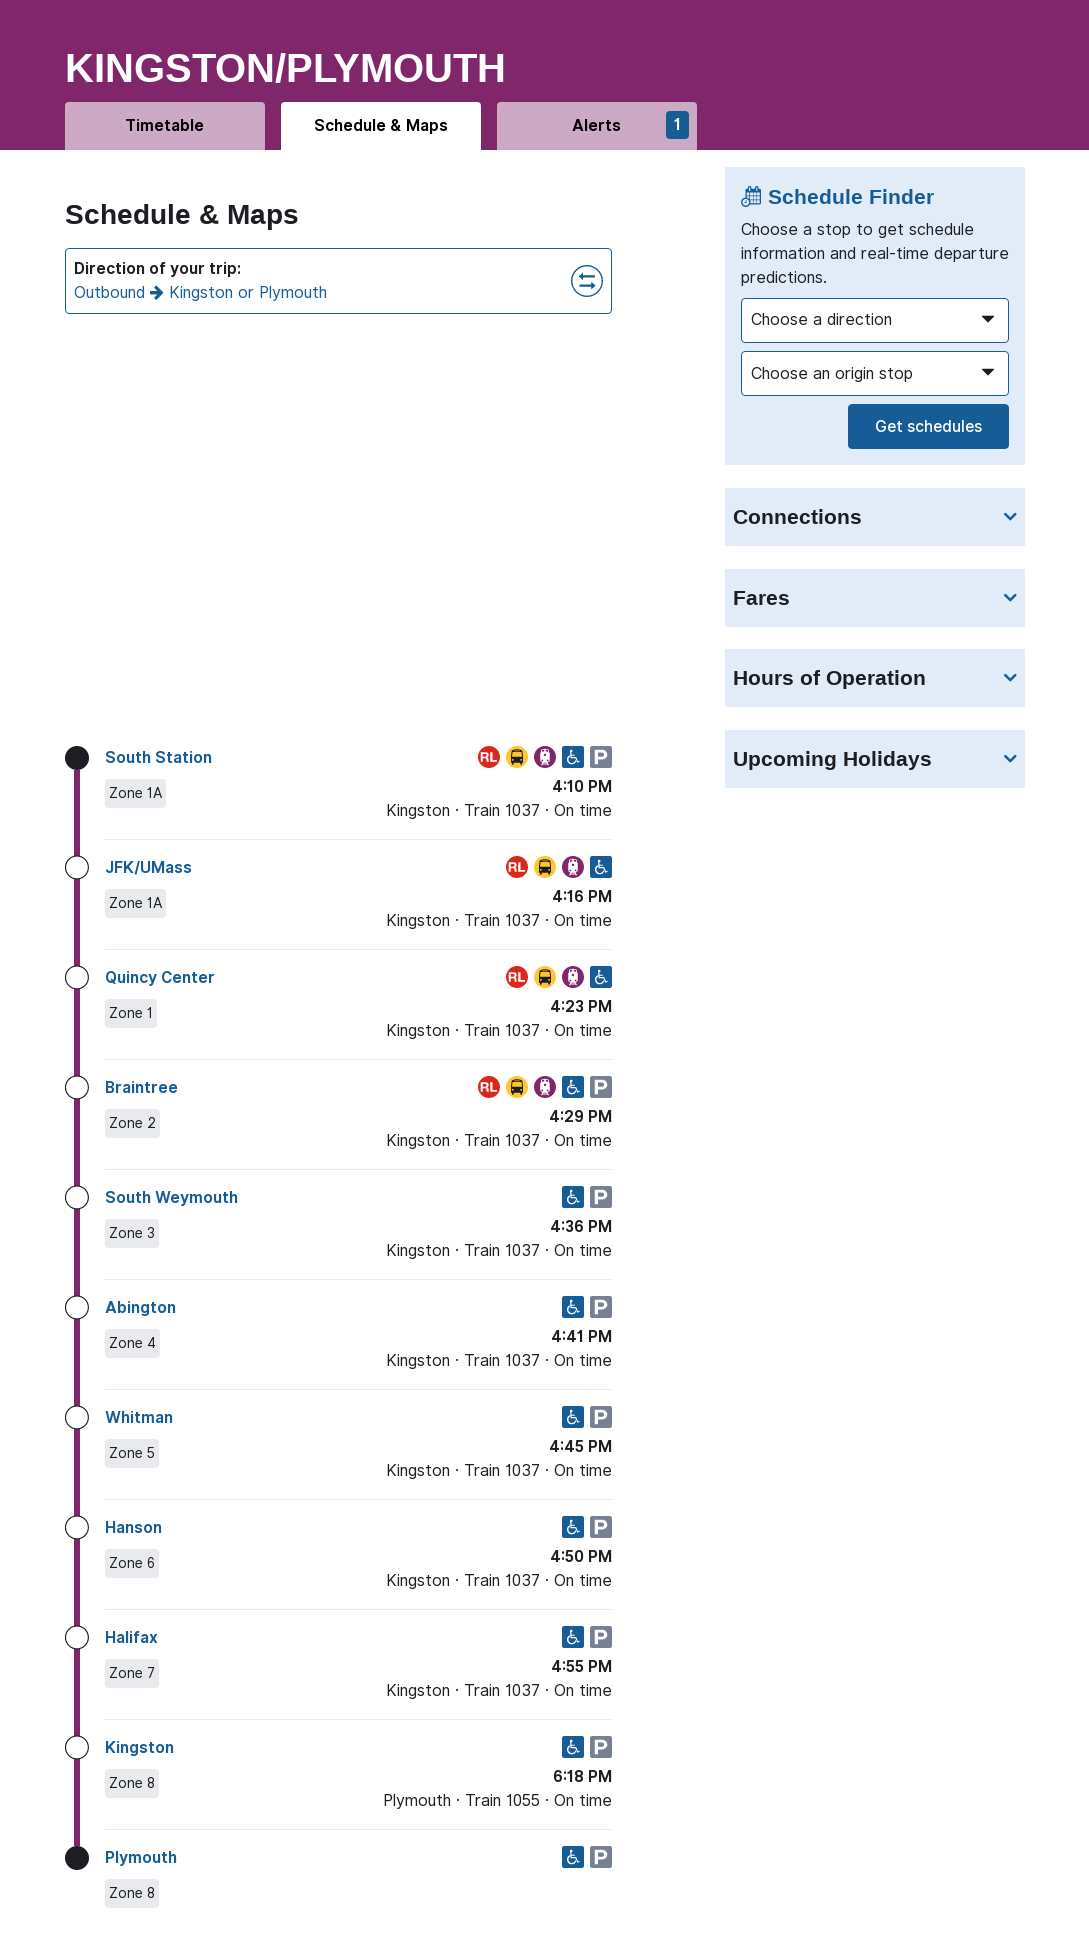 KINGSTON/PLYMOUTH
Timetable
Schedule & Maps
Alerts 1
Schedule & Maps
Direction of your trip:
Outbound Kingston or Plymouth
Schedule Finder
Choose a stop to get schedule
information and real-time departure
predictions.
Choose a direction
Choose an origin stop
Get schedules
Connections
Fares
Hours of Operation
Upcoming Holidays
South Station RL P
Zone 1A 4:10 PM
Kingston · Train 1037 · On time
JFK/UMass RL
Zone 1A 4:16 PM
Kingston · Train 1037 · On time
Quincy Center RL
Zone 1 4:23 PM
Kingston · Train 1037 · On time
Braintree RL P
Zone 2 4:29 PM
Kingston · Train 1037 · On time
South Weymouth P
Zone 3 4:36 PM
Kingston · Train 1037 · On time
Abington P
Zone 4 4:41 PM
Kingston · Train 1037 · On time
Whitman P
Zone 5 4:45 PM
Kingston · Train 1037 · On time
Hanson P
Zone 6 4:50 PM
Kingston · Train 1037 · On time
Halifax P
Zone 7 4:55 PM
Kingston · Train 1037 · On time
Kingston P
Zone 8 6:18 PM
Plymouth · Train 1055 · On time
Plymouth P
Zone 8